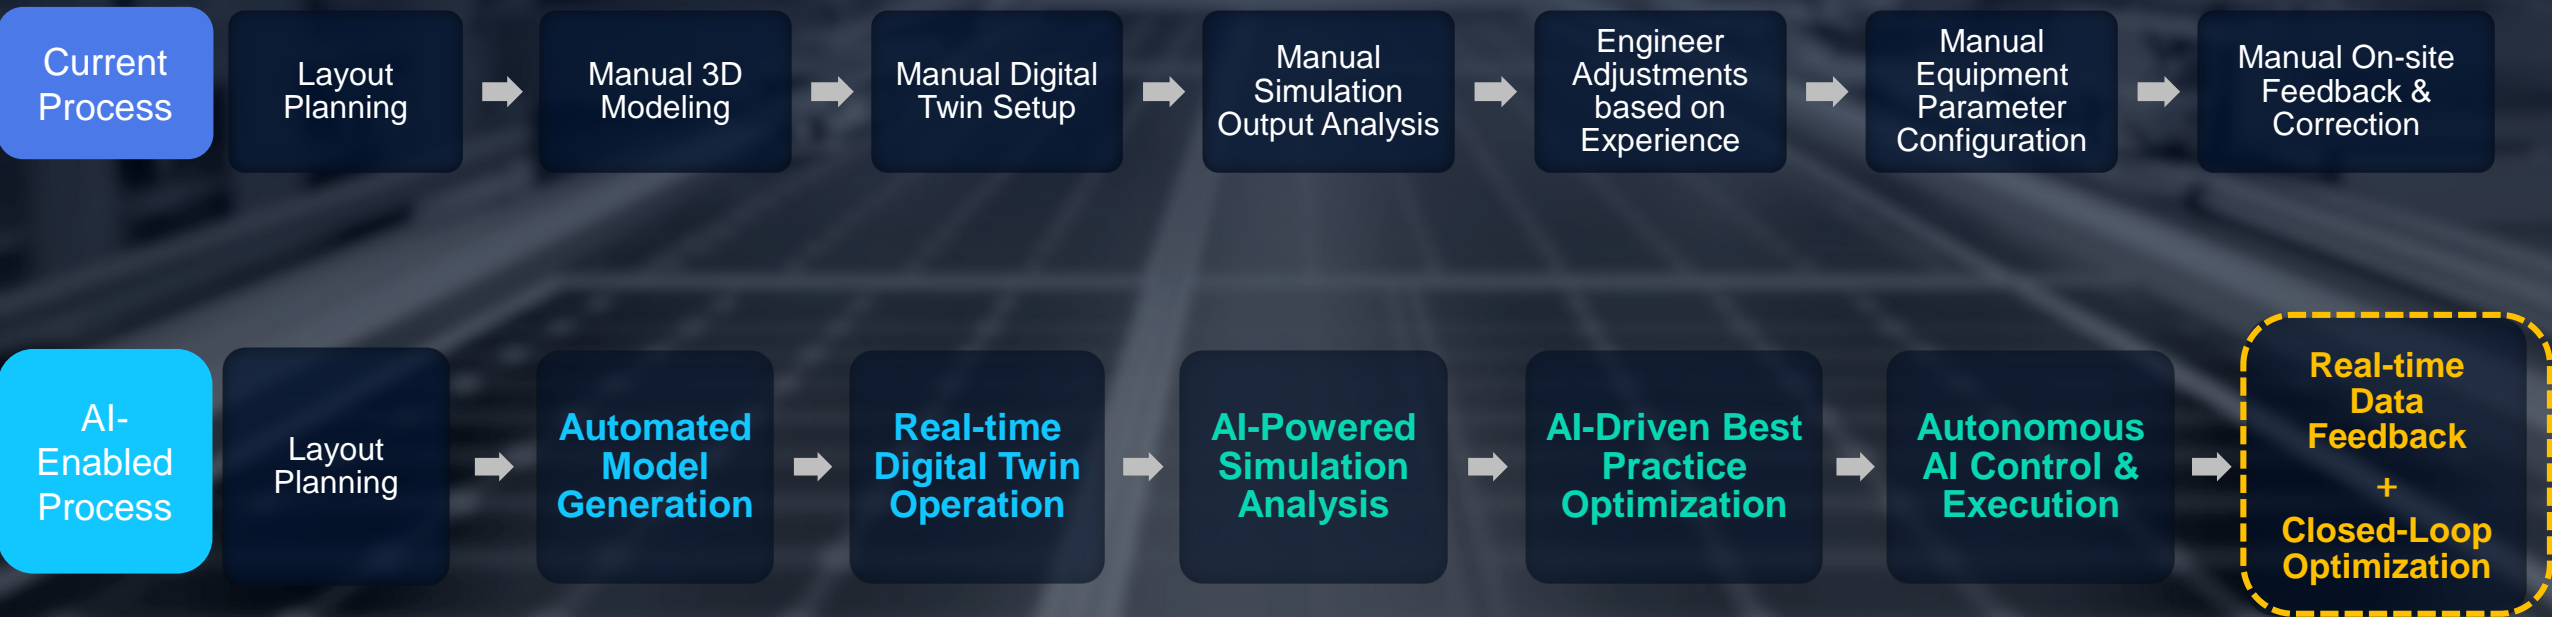 Current
Process
Layout
Planning
Manual 3D
Modeling
Manual Digital
Twin Setup
Manual
Simulation
Output Analysis
Engineer
Adjustments
based on
Experience
Manual
Equipment
Parameter
Configuration
Manual On-site
Feedback &
Correction
AI-
Enabled
Process
Layout
Planning
Automated
Model
Generation
Real-time
Digital Twin
Operation
AI-Powered
Simulation
Analysis
AI-Driven Best
Practice
Optimization
Autonomous
AI Control &
Execution
Real-time
Data
Feedback
+
Closed-Loop
Optimization